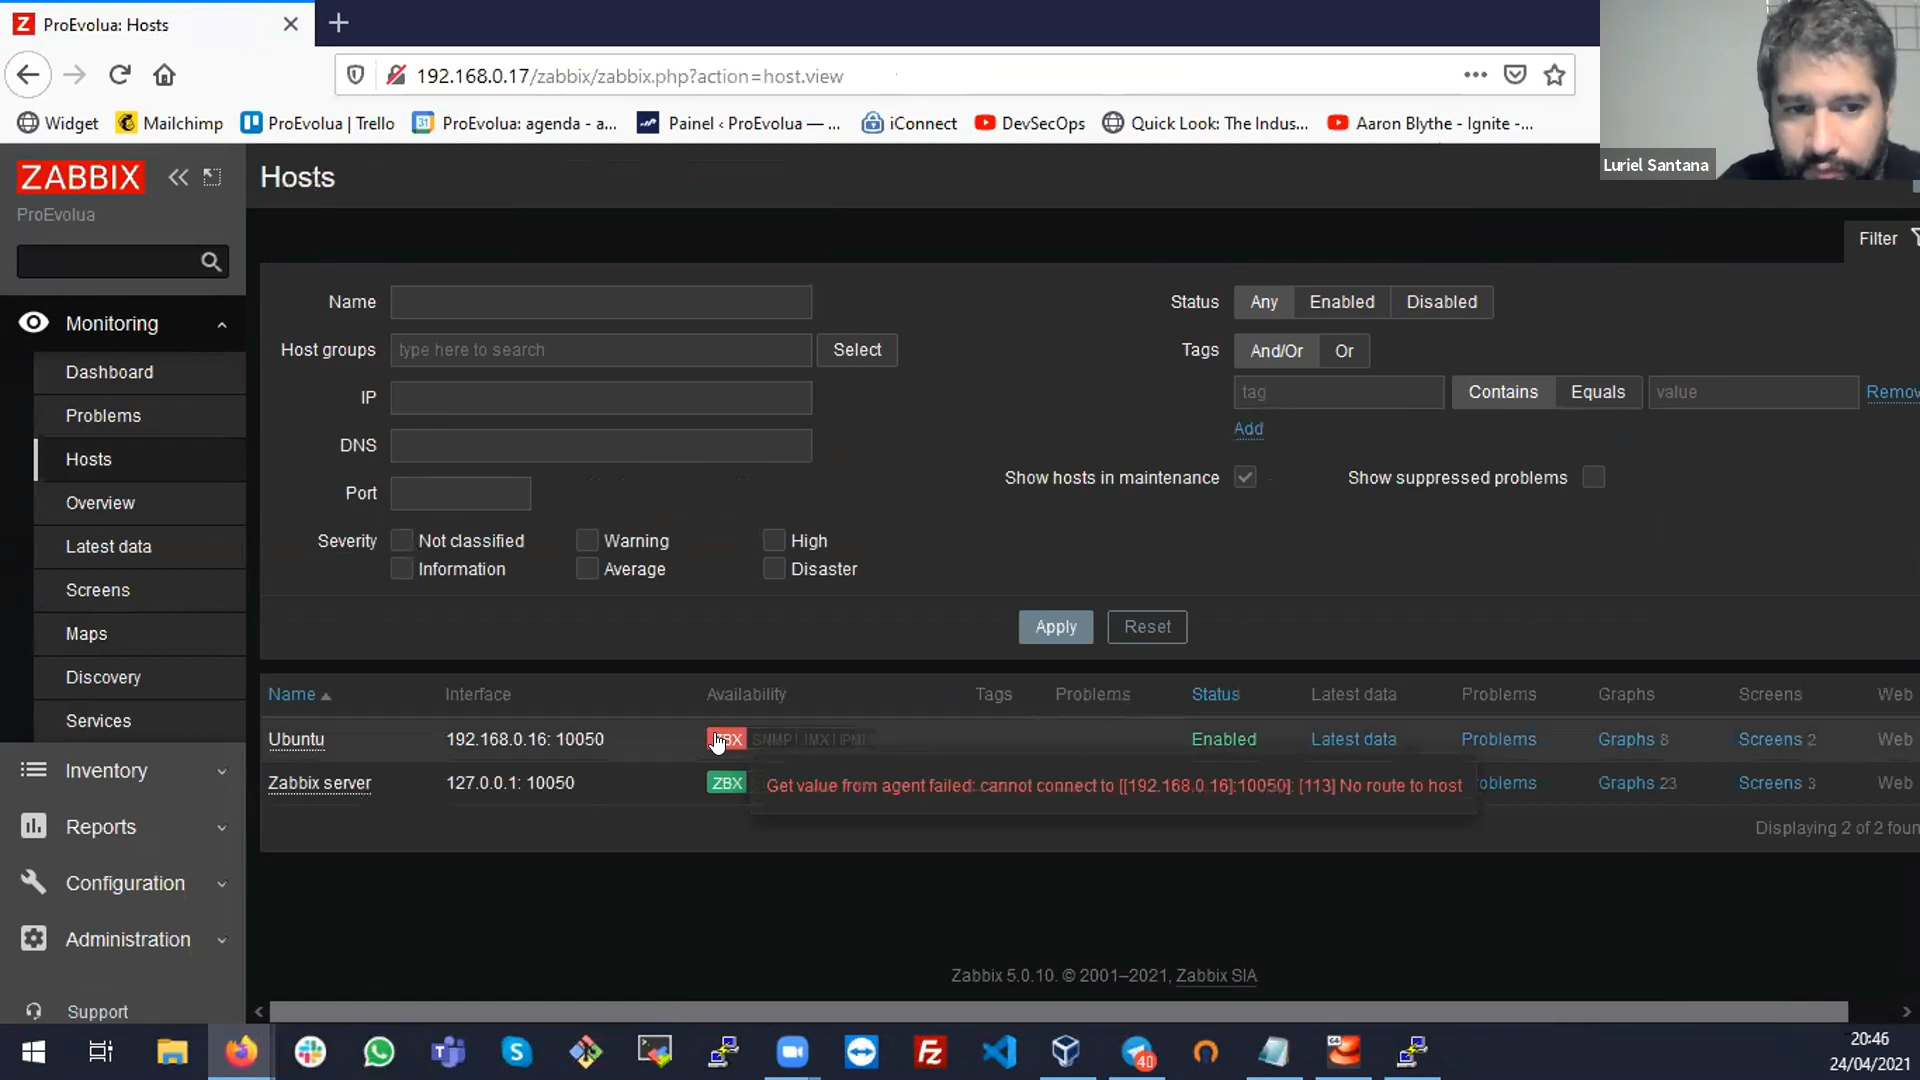 ProEvolua: Hosts
192.168.0.17/zabbix/zabbix.php?action=host.view
Widget Mailchimp ProEvolua | Trello ProEvolua: agenda - a... Painel ‹ ProEvolua — ... iConnect DevSecOps Quick Look: The Indus... Aaron Blythe - Ignite -...
Luriel Santana
ZABBIX
ProEvolua
Hosts
Filter
Monitoring
Dashboard
Problems
Hosts
Overview
Latest data
Screens
Maps
Discovery
Services
Inventory
Reports
Configuration
Administration
Support
Name
Host groups type here to search Select
IP
DNS
Port
Severity Not classified Warning High
Information Average Disaster
Status Any Enabled Disabled
Tags And/Or Or
tag Contains Equals value Remov
Add
Show hosts in maintenance Show suppressed problems
Apply Reset
Name Interface Availability Tags Problems Status Latest data Problems Graphs Screens Web
Ubuntu 192.168.0.16: 10050 ZBX SNMP JMX IPMI Enabled Latest data Problems Graphs 8 Screens 2 Web
Zabbix server 127.0.0.1: 10050 ZBX Get value from agent failed: cannot connect to [[192.168.0.16]:10050]: [113] No route to host roblems Graphs 23 Screens 3 Web
Displaying 2 of 2 foun
Zabbix 5.0.10. © 2001–2021, Zabbix SIA
40
64
20:46
24/04/2021